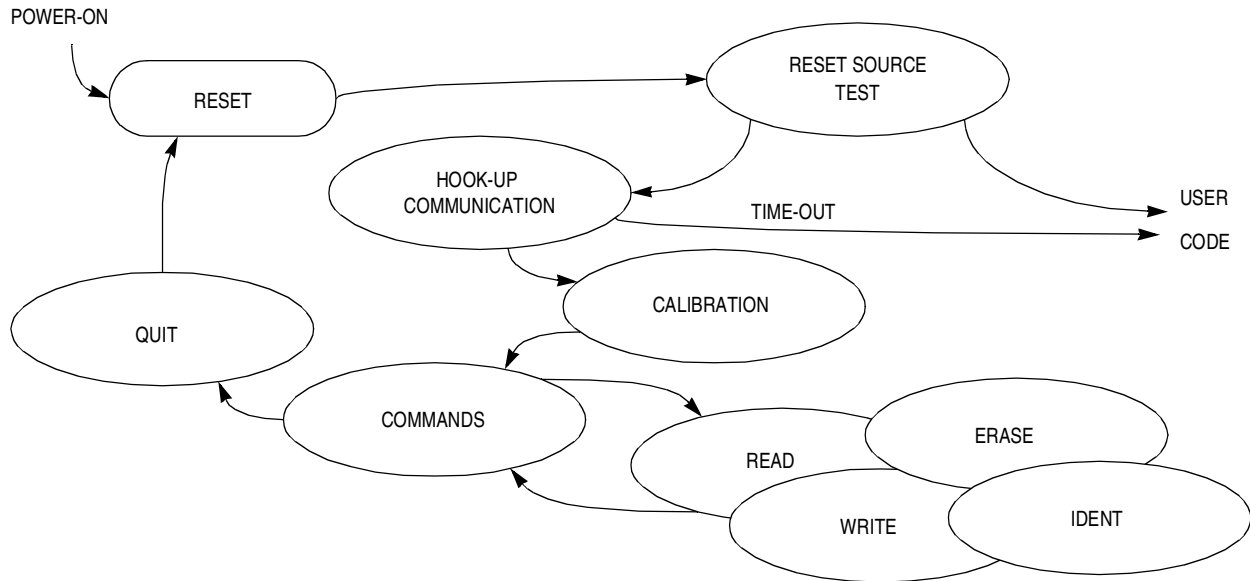 POWER-ON
RESET
RESET SOURCE
TEST
HOOK-UP
COMMUNICATION
TIME-OUT
USER
CODE
CALIBRATION
QUIT
COMMANDS
READ
ERASE
WRITE
IDENT